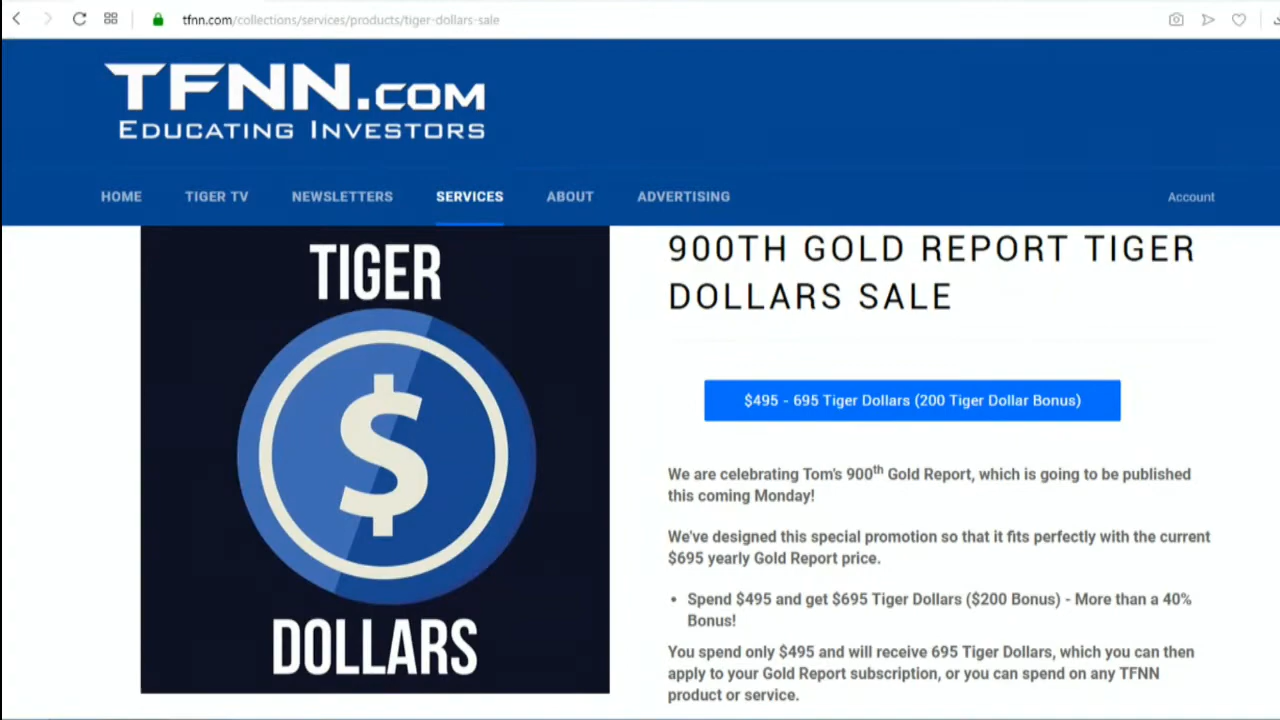 tfnn.com/collections/services/products/tiger-dollars-sale
TFNN.COM
EDUCATING INVESTORS
HOME TIGER TV NEWSLETTERS SERVICES ABOUT ADVERTISING Account
TIGER
$
DOLLARS
900TH GOLD REPORT TIGER
DOLLARS SALE
$495 - 695 Tiger Dollars (200 Tiger Dollar Bonus)
We are celebrating Tom's 900th Gold Report, which is going to be published
this coming Monday!
We've designed this special promotion so that it fits perfectly with the current
$695 yearly Gold Report price.
• Spend $495 and get $695 Tiger Dollars ($200 Bonus) - More than a 40%
Bonus!
You spend only $495 and will receive 695 Tiger Dollars, which you can then
apply to your Gold Report subscription, or you can spend on any TFNN
product or service.